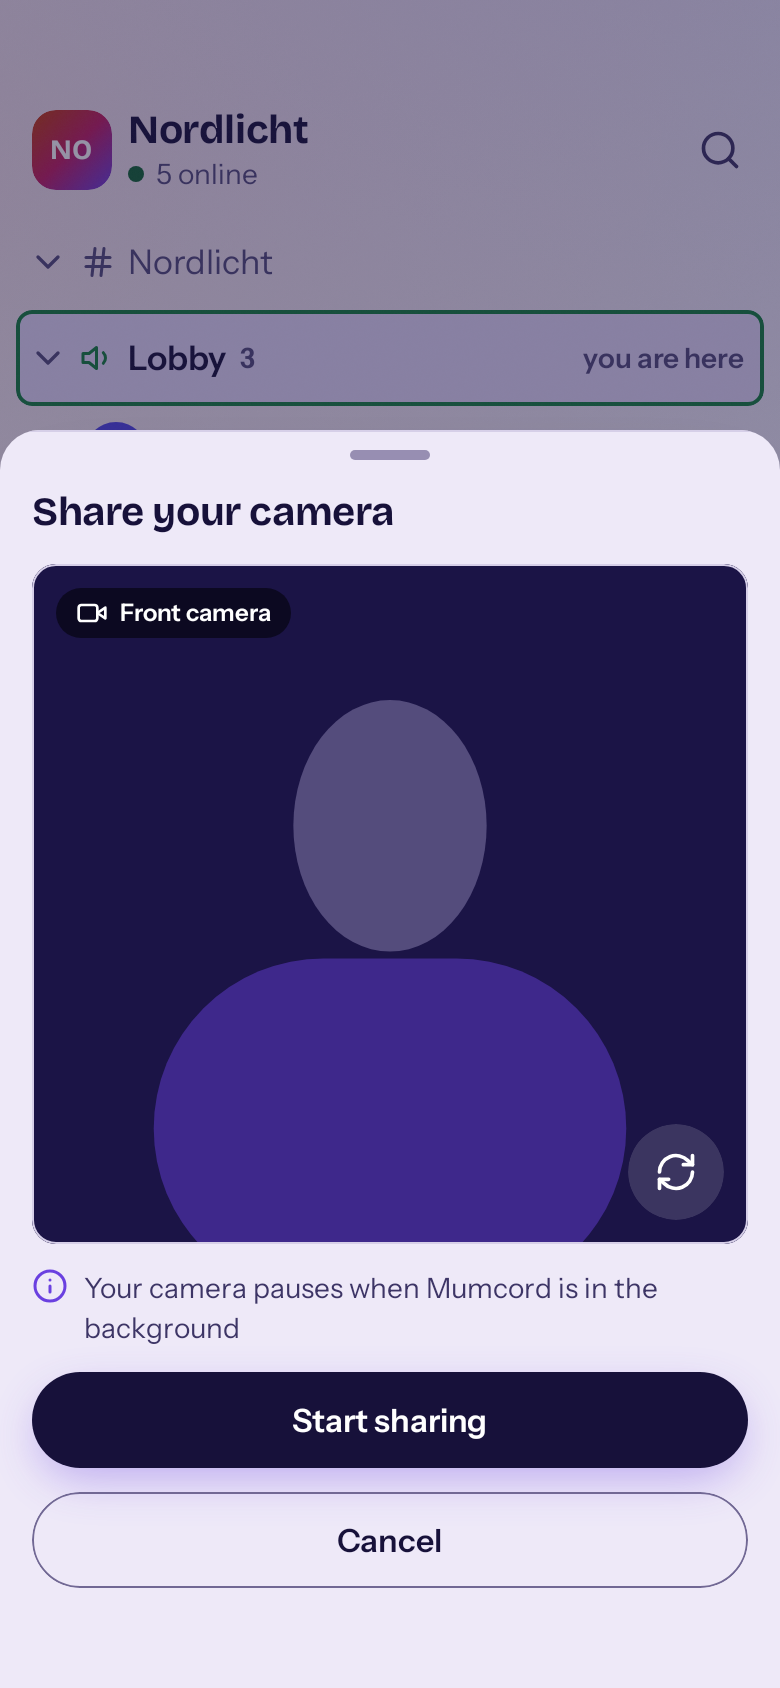 NO
Nordlicht
5 online
# Nordlicht
Lobby 3 you are here
Share your camera
Front camera
Your camera pauses when Mumcord is in the
background
Start sharing
Cancel